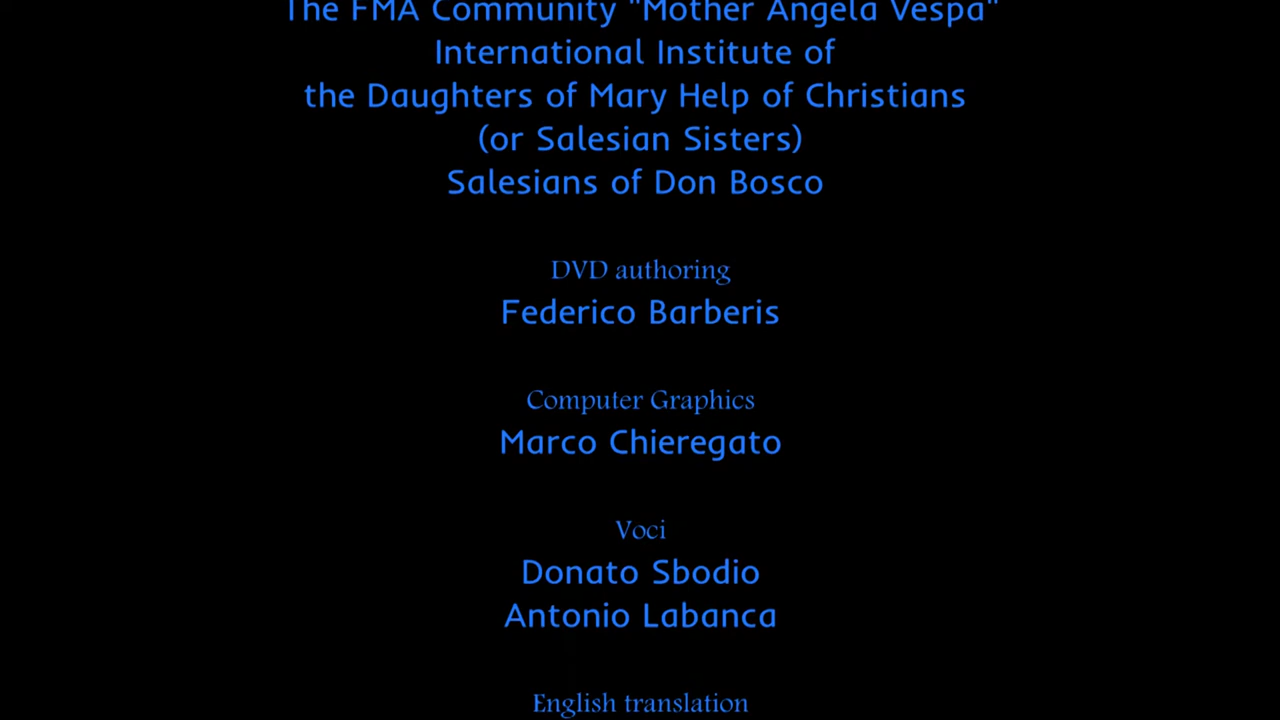 The FMA Community "Mother Angela Vespa"
International Institute of
the Daughters of Mary Help of Christians
(or Salesian Sisters)
Salesians of Don Bosco
DVD authoring
Federico Barberis
Computer Graphics
Marco Chieregato
Voci
Donato Sbodio
Antonio Labanca
English translation